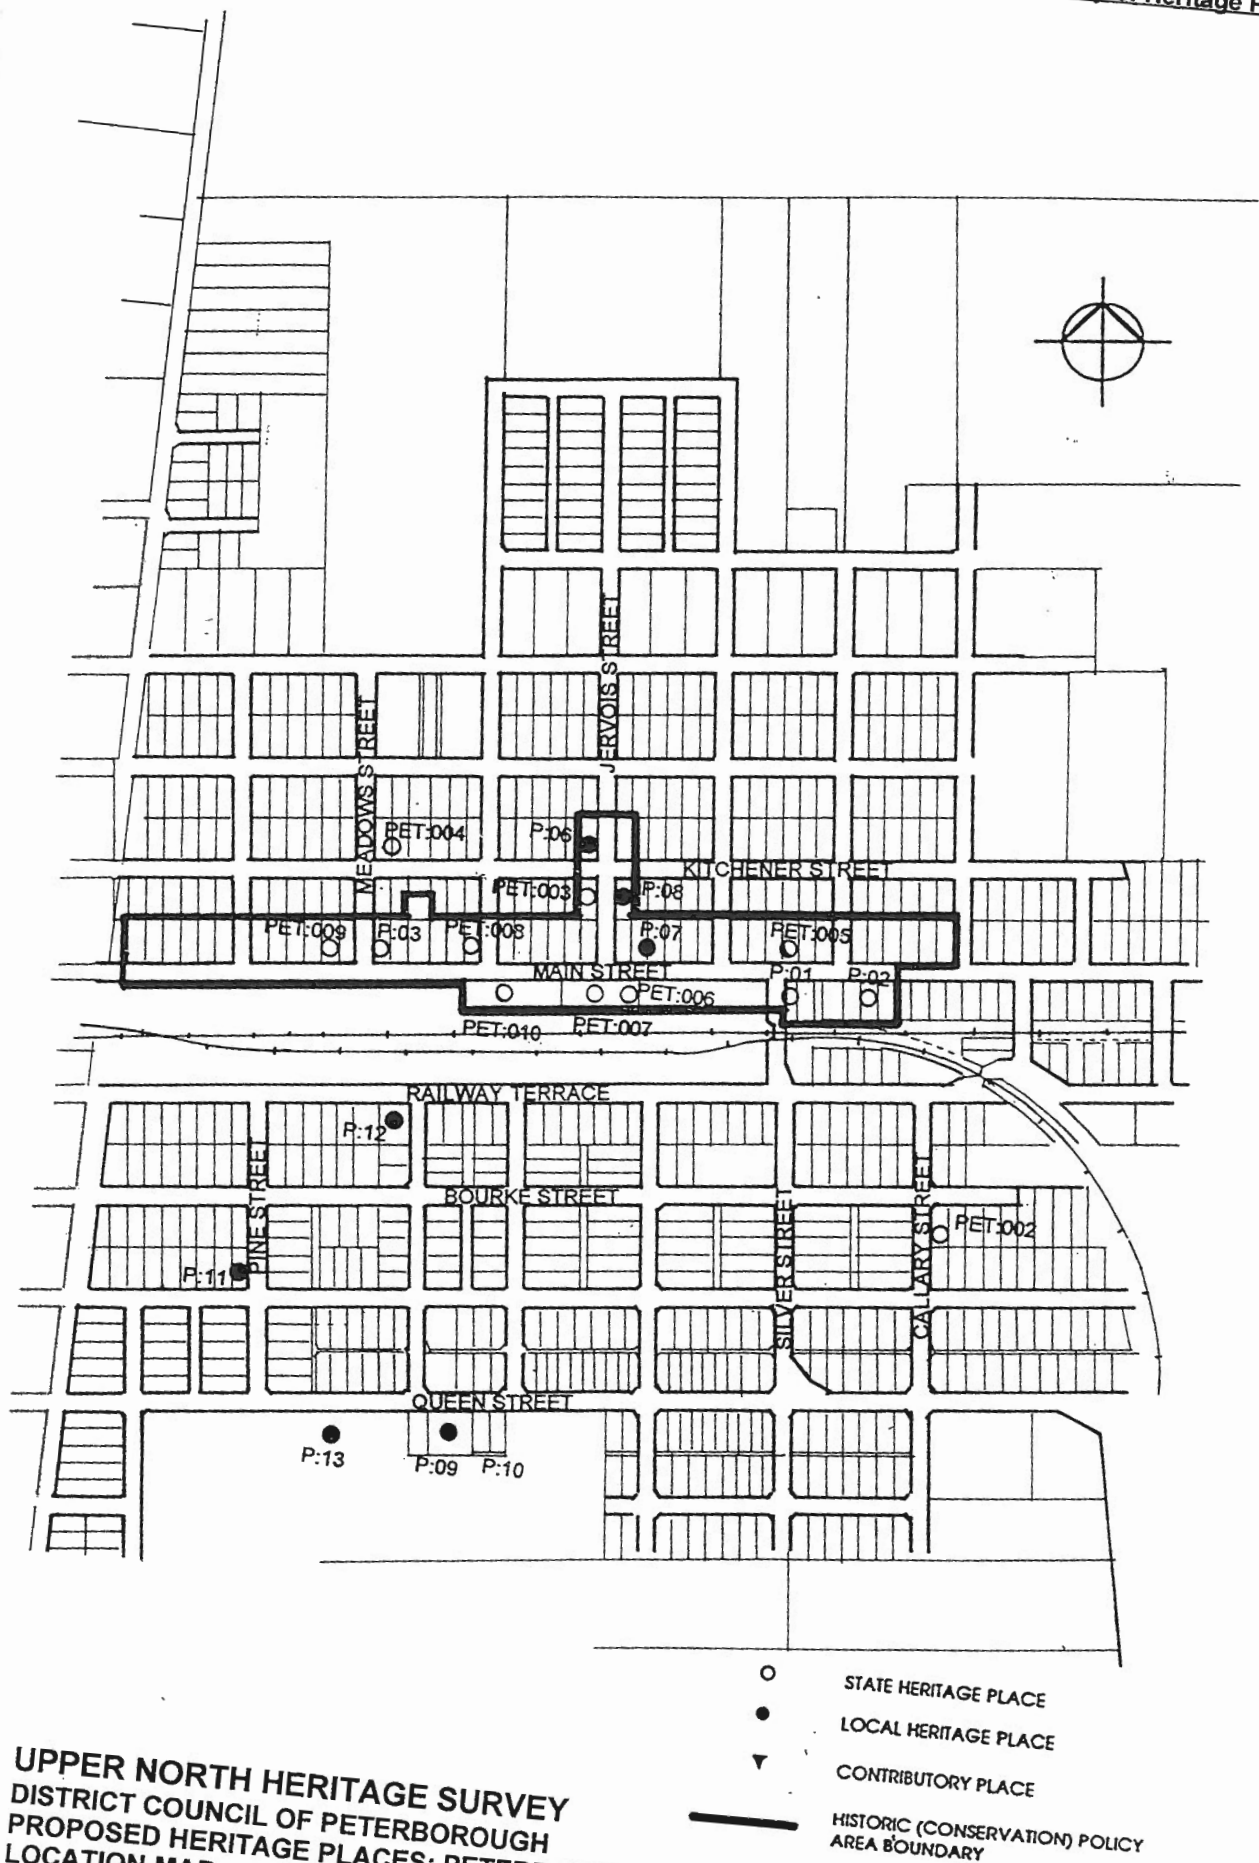 Heritage
JERVOIS STREET
MEADOWS STREET
PET:004
P:06
KITCHENER STREET
PET:003
P:08
PET:009
P:03
PET:008
P:07
PET:005
MAIN STREET
P:01
P:02
PET:006
PET:010
PET:007
RAILWAY TERRACE
P:12
PINE STREET
BOURKE STREET
SILVER STREET
CALLARY STREET
PET:002
P:11
QUEEN STREET
P:13
P:09
P:10
STATE HERITAGE PLACE
LOCAL HERITAGE PLACE
CONTRIBUTORY PLACE
HISTORIC (CONSERVATION) POLICY
AREA BOUNDARY
UPPER NORTH HERITAGE SURVEY
DISTRICT COUNCIL OF PETERBOROUGH
PROPOSED HERITAGE PLACES:
LOCATION MAP